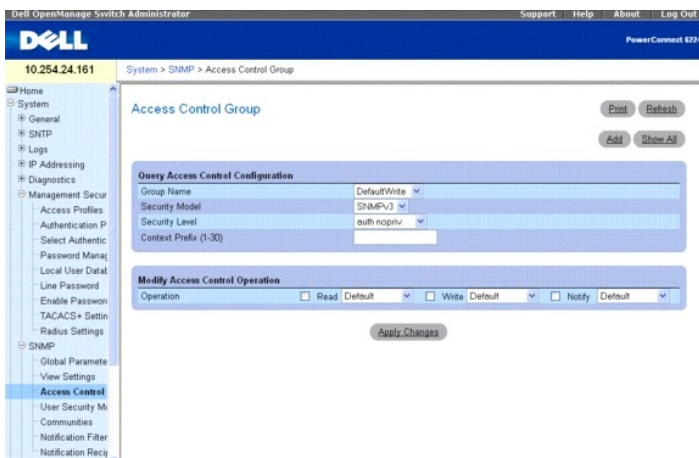 Dell OpenManage Switch Administrator
Support Help About Log Out
DELL
PowerConnect 622
10.254.24.161
System > SNMP > Access Control Group
Home
System
General
SNTP
Logs
IP Addressing
Diagnostics
Management Secur
Access Profiles
Authentication P
Select Authentic
Password Manag
Local User Datab
Line Password
Enable Passwor
TACACS+ Settin
Radius Settings
SNMP
Global Paramete
View Settings
Access Control
User Security Mo
Communities
Notification Filter
Notification Recip
Access Control Group
Print Refresh
Add Show All
Query Access Control Configuration
Group Name DefaultWrite
Security Model SNMPv3
Security Level auth nopriv
Context Prefix (1-30)
Modify Access Control Operation
Operation Read Default Write Default Notify Default
Apply Changes